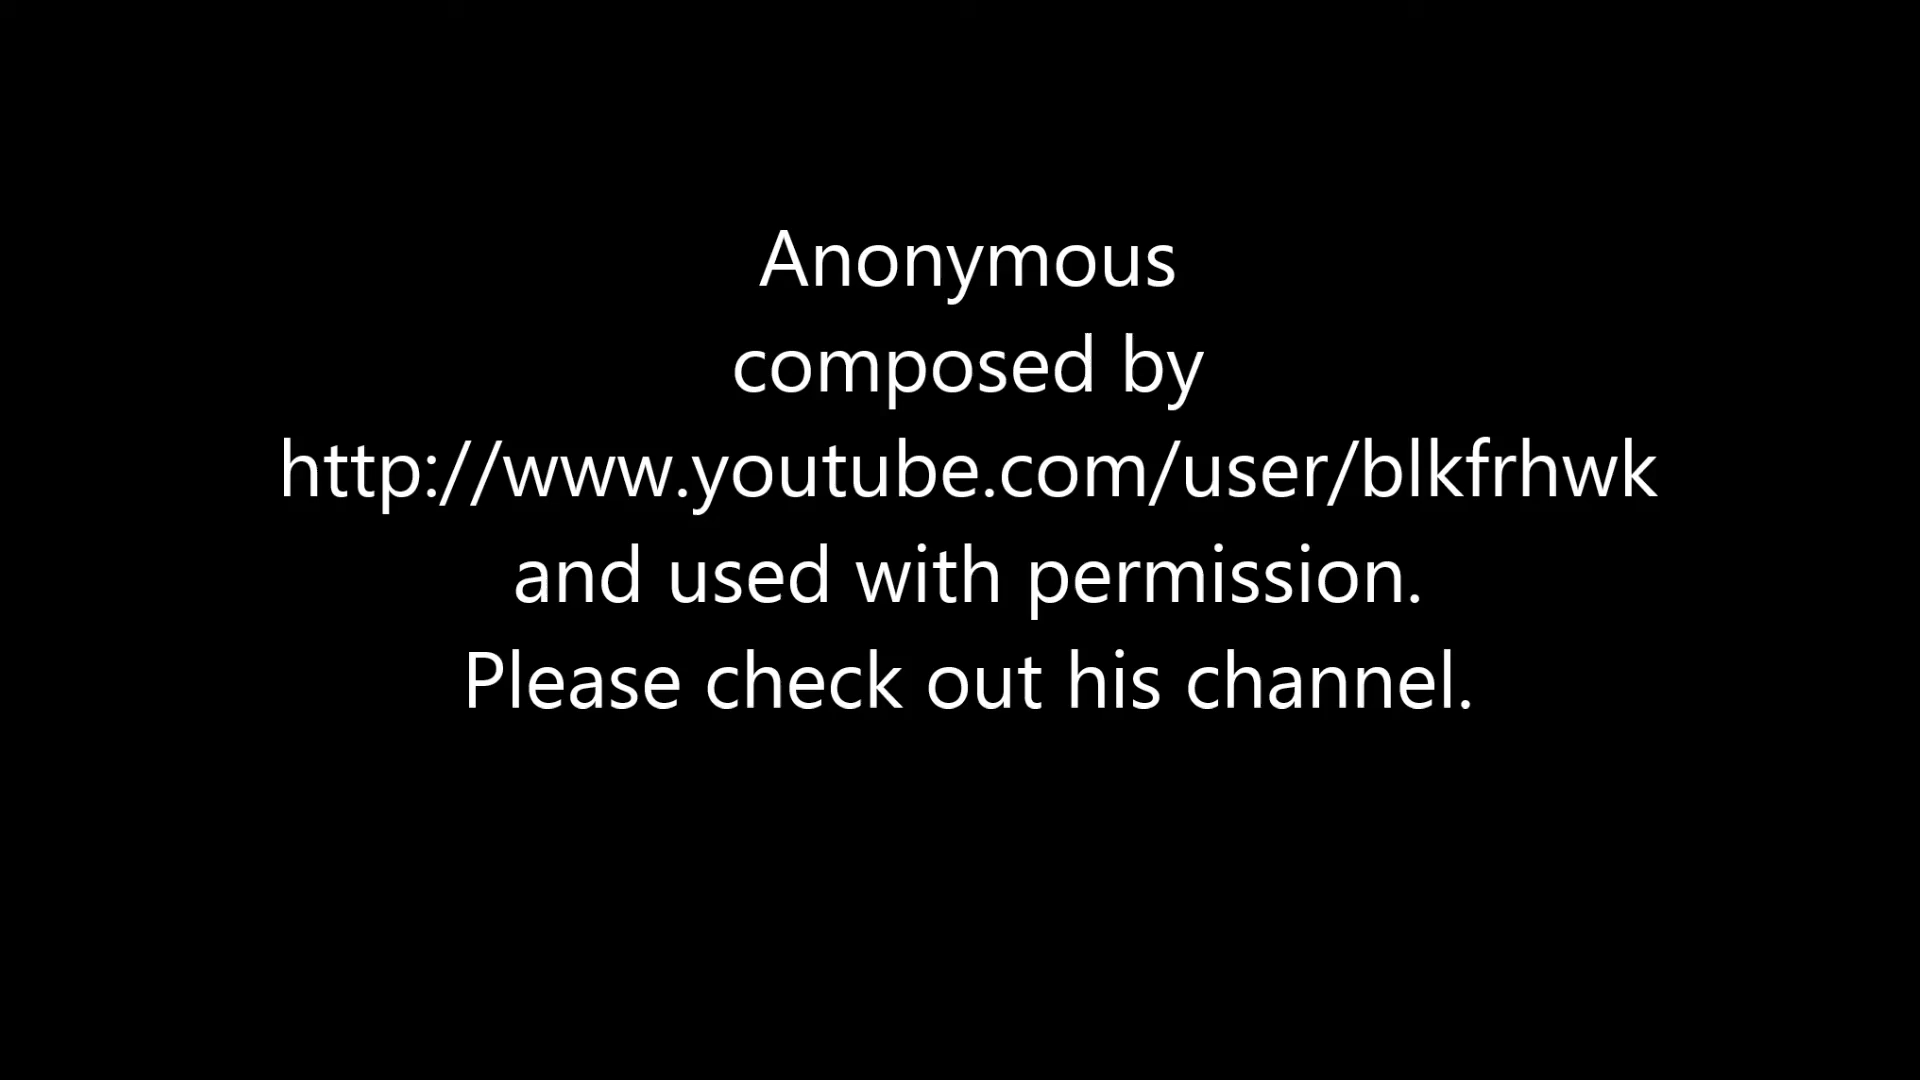 Anonymous
composed by
http://www.youtube.com/user/blkfrhwk
and used with permission.
Please check out his channel.